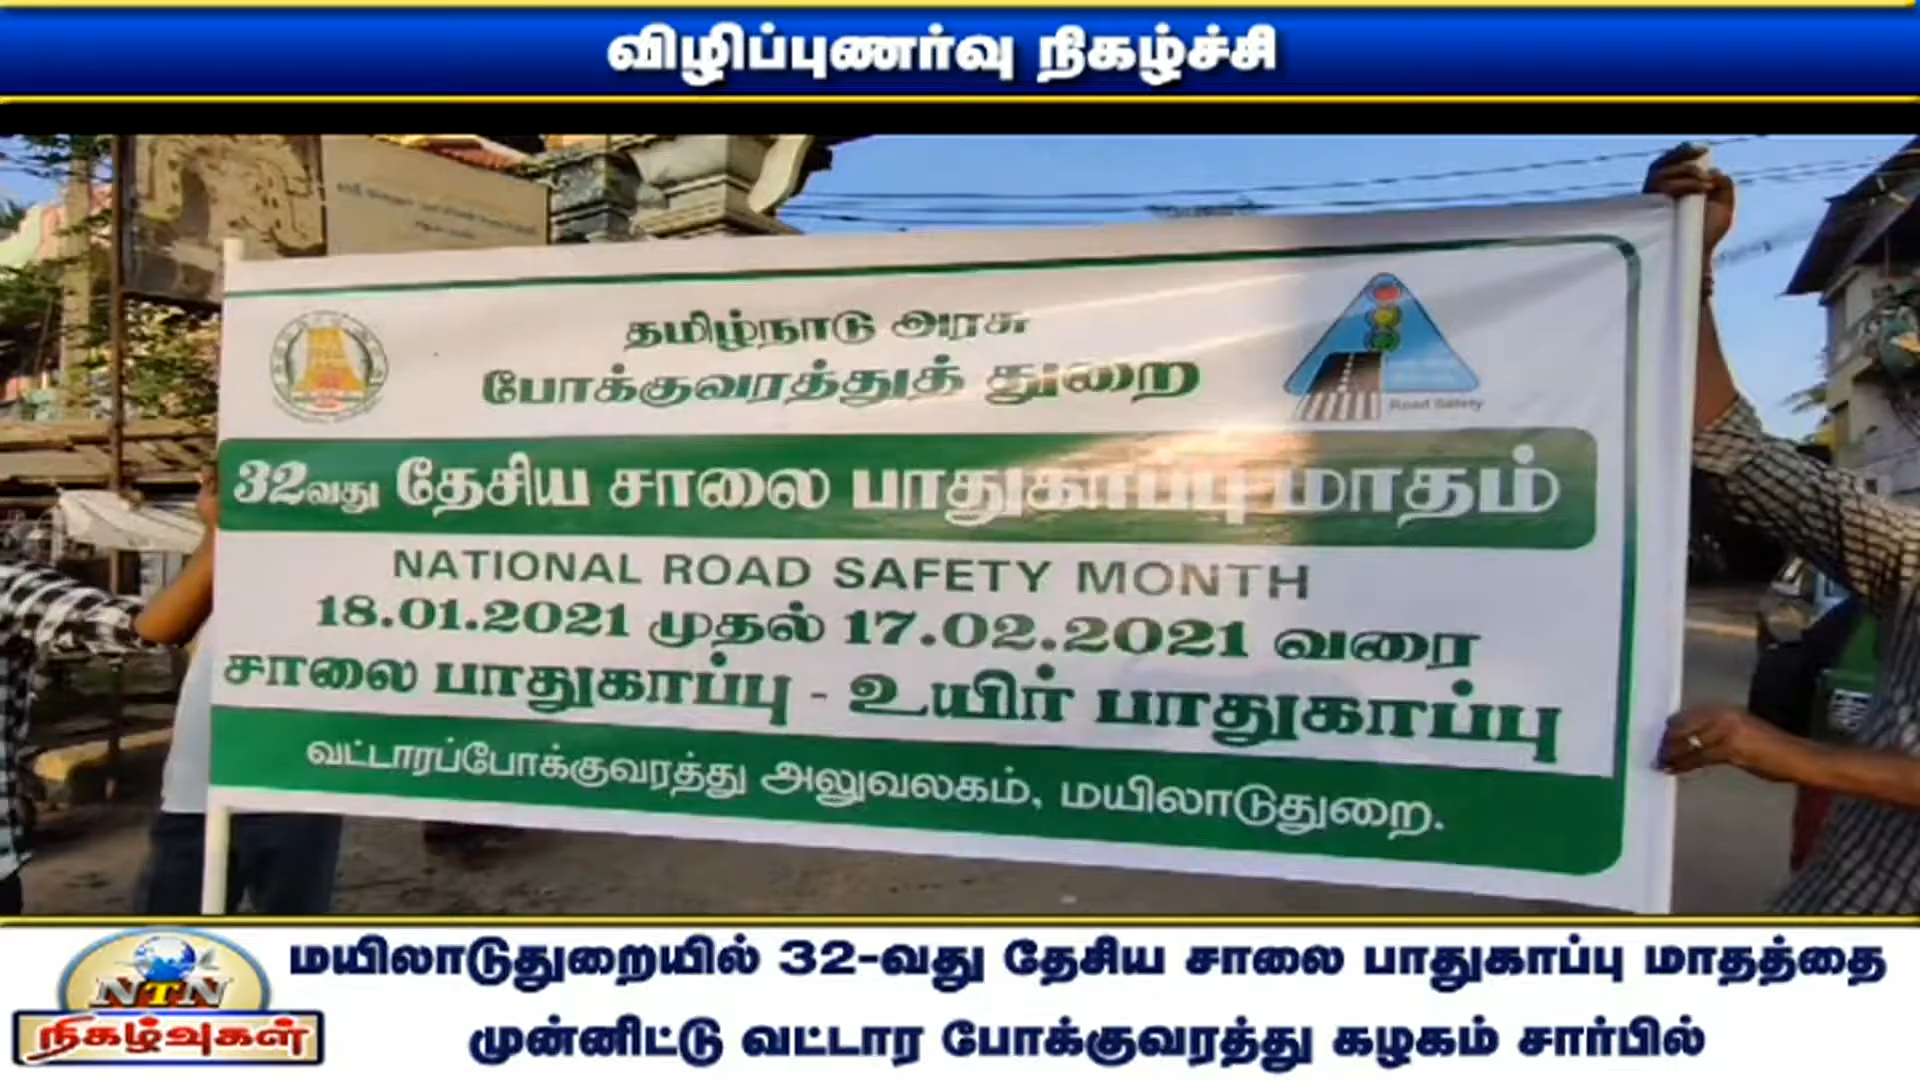 விழிப்புணர்வு நிகழ்ச்சி
தமிழ்நாடு அரசு
போக்குவரத்துத் துறை
Road Safety
32வது தேசிய சாலை பாதுகாப்பு மாதம்
NATIONAL ROAD SAFETY MONTH
18.01.2021 முதல் 17.02.2021 வரை
சாலை பாதுகாப்பு - உயிர் பாதுகாப்பு
வட்டாரப்போக்குவரத்து அலுவலகம், மயிலாடுதுறை.
NTN
நிகழ்வுகள்
மயிலாடுதுறையில் 32-வது தேசிய சாலை பாதுகாப்பு மாதத்தை
முன்னிட்டு வட்டார போக்குவரத்து கழகம் சார்பில்